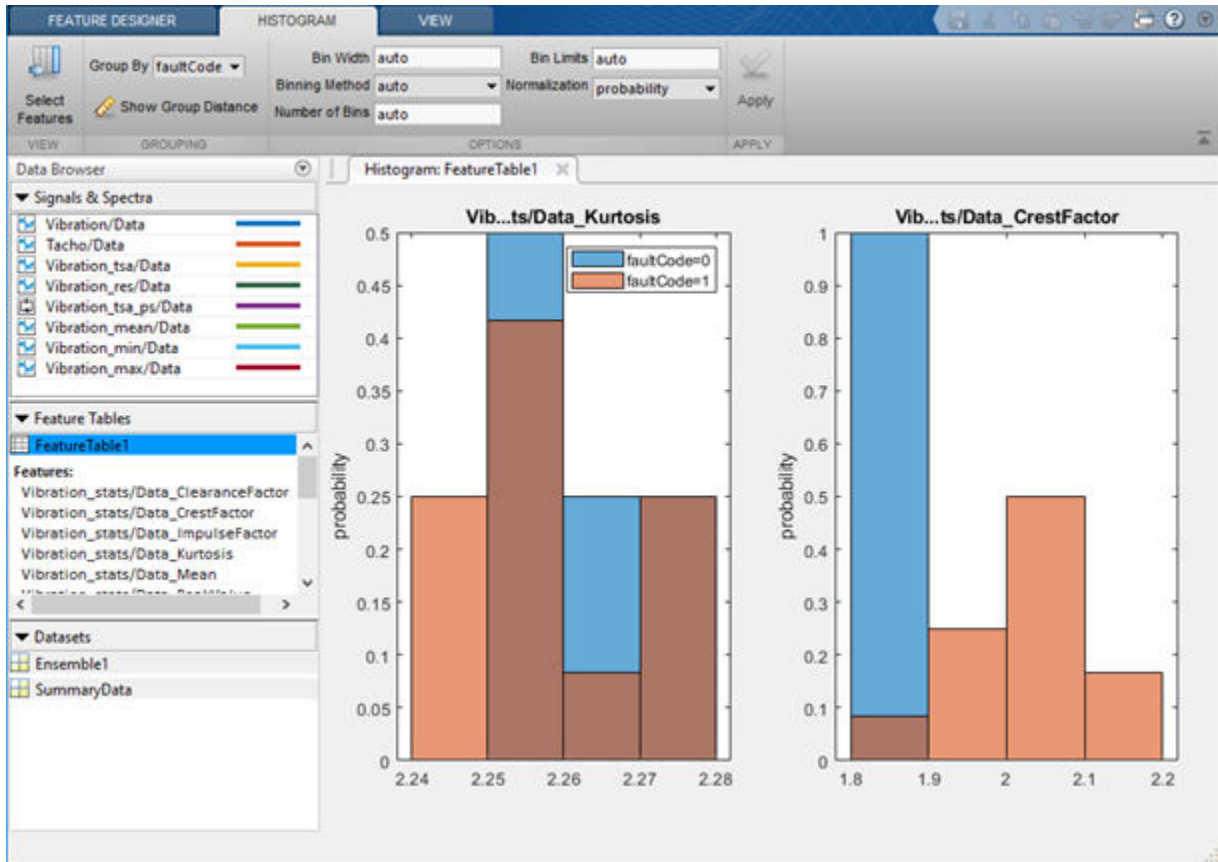 FEATURE DESIGNER HISTOGRAM VIEW
Select Features
Group By faultCode
Show Group Distance
Bin Width auto
Binning Method auto
Number of Bins auto
Bin Limits auto
Normalization probability
Apply
VIEW GROUPING OPTIONS APPLY
Data Browser
Signals & Spectra
Vibration/Data
Tacho/Data
Vibration_tsa/Data
Vibration_res/Data
Vibration_tsa_ps/Data
Vibration_mean/Data
Vibration_min/Data
Vibration_max/Data
Feature Tables
FeatureTable1
Features:
Vibration_stats/Data_ClearanceFactor
Vibration_stats/Data_CrestFactor
Vibration_stats/Data_ImpulseFactor
Vibration_stats/Data_Kurtosis
Vibration_stats/Data_Mean
Datasets
Ensemble1
SummaryData
Histogram: FeatureTable1
Vib...ts/Data_Kurtosis
faultCode=0
faultCode=1
0.5
0.45
0.4
0.35
0.3
0.25
0.2
0.15
0.1
0.05
0
probability
2.24 2.25 2.26 2.27 2.28
Vib...ts/Data_CrestFactor
1
0.9
0.8
0.7
0.6
0.5
0.4
0.3
0.2
0.1
0
probability
1.8 1.9 2 2.1 2.2